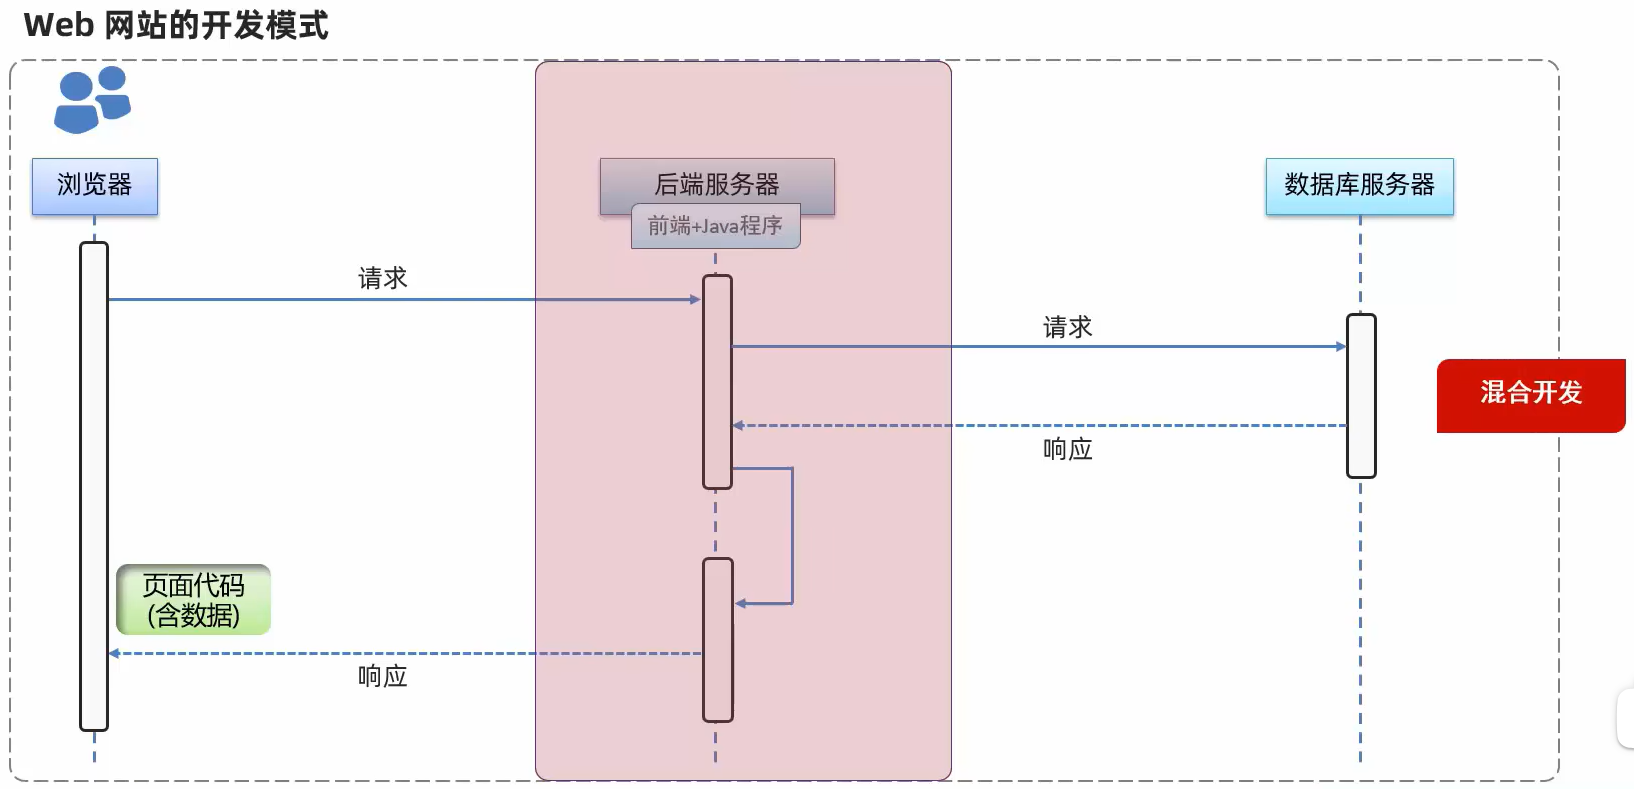 Web 网站的开发模式
浏览器
后端服务器
数据库服务器
前端+Java程序
请求
请求
混合开发
响应
页面代码
(含数据)
响应